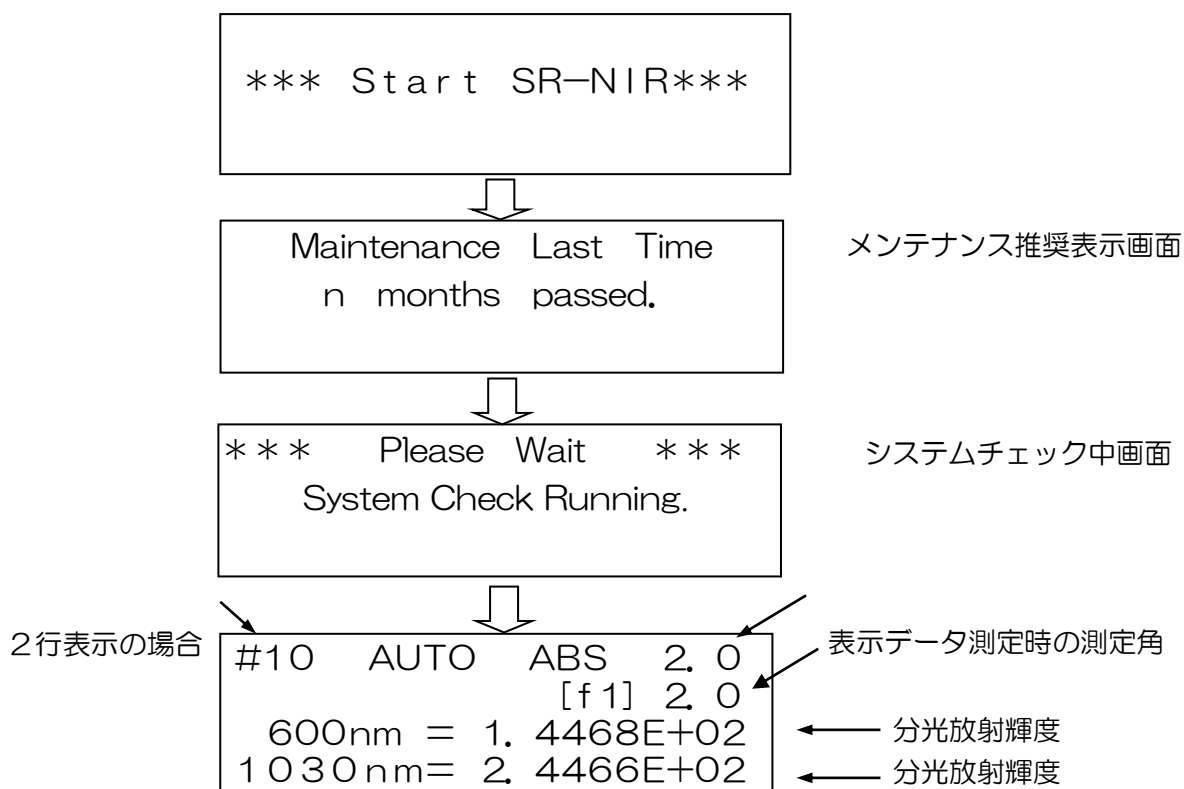 *** Start SR-NIR***
Maintenance Last Time
n months passed.
メンテナンス推奨表示画面
*** Please Wait ***
System Check Running.
システムチェック中画面
2行表示の場合
#10 AUTO ABS 2.0
[f1] 2.0
表示データ測定時の測定角
600nm = 1.4468E+02
分光放射輝度
1030nm= 2.4466E+02
分光放射輝度